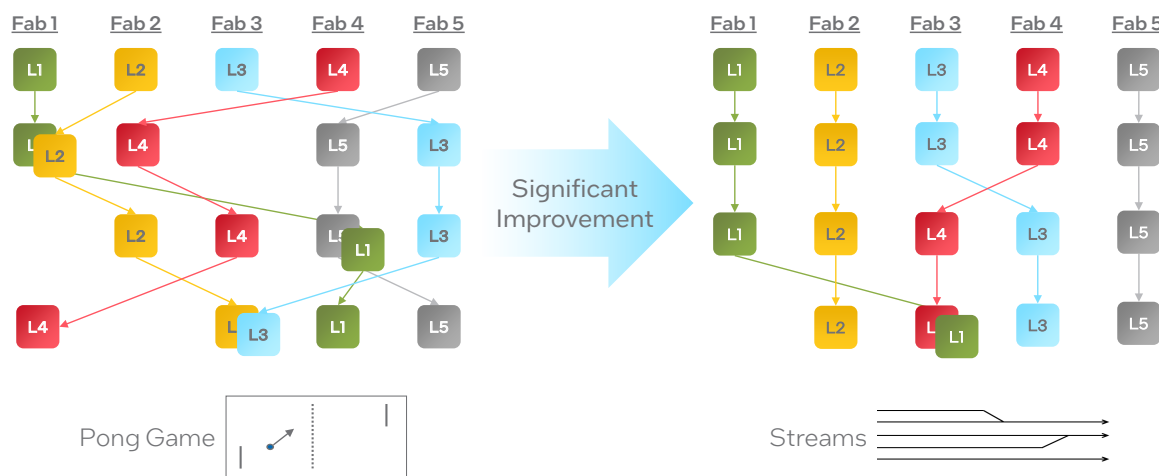 Fab 1 Fab 2 Fab 3 Fab 4 Fab 5 Fab 1 Fab 2 Fab 3 Fab 4 Fab 5
L1 L2 L3 L4 L5 L1 L2 L3 L4 L5
L2 L4 L5 L3 L1 L2 L3 L4 L5
Significant
Improvement
L2 L4 L5 L1 L3 L1 L2 L4 L3 L5
L4 L3 L1 L5 L2 L1 L3 L5
Pong Game Streams